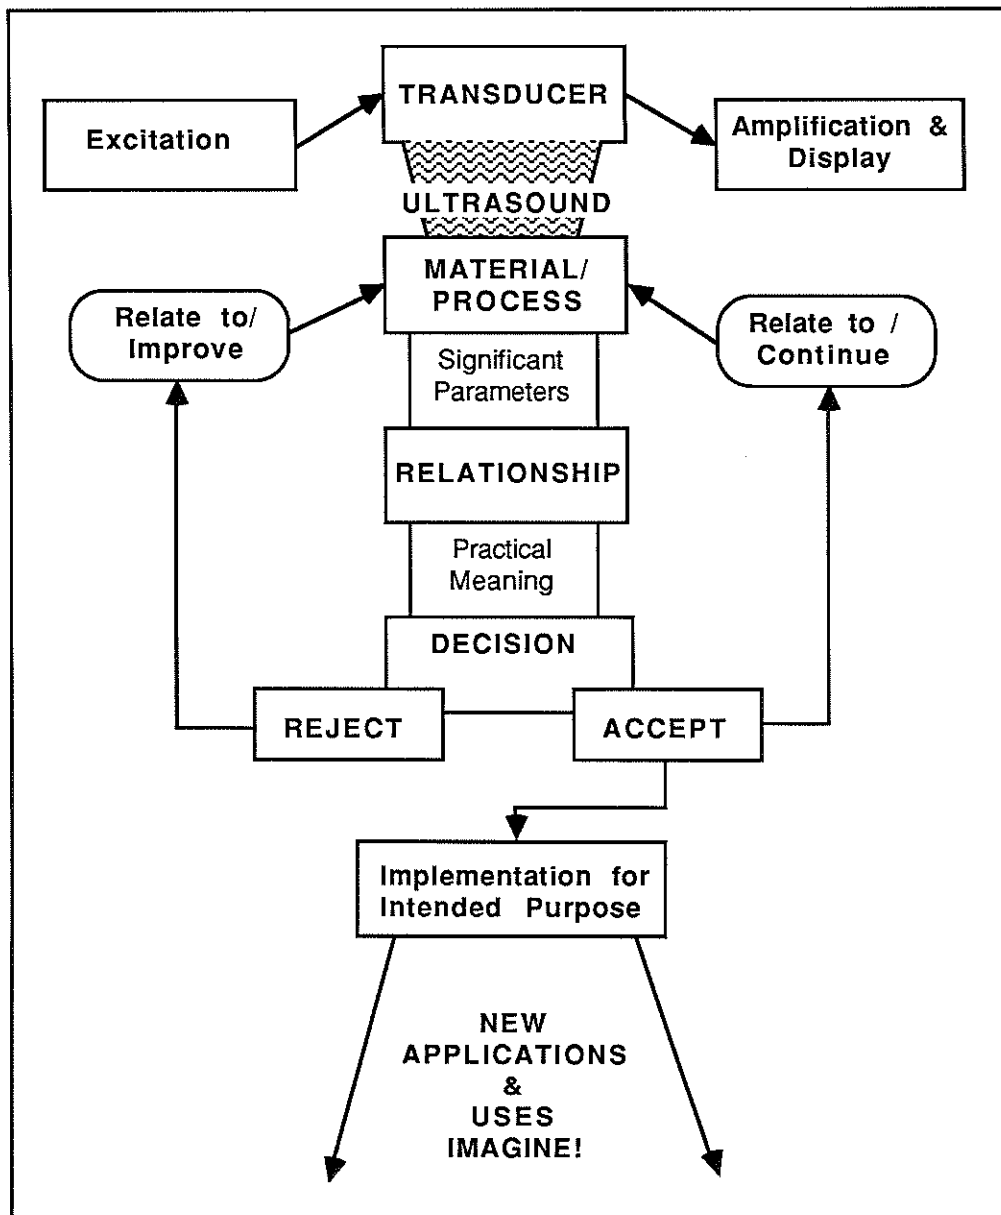 TRANSDUCER
Excitation
Amplification &
Display
ULTRASOUND
MATERIAL/
PROCESS
Relate to/
Improve
Relate to /
Continue
Significant
Parameters
RELATIONSHIP
Practical
Meaning
DECISION
REJECT
ACCEPT
Implementation for
Intended Purpose
NEW
APPLICATIONS
&
USES
IMAGINE!